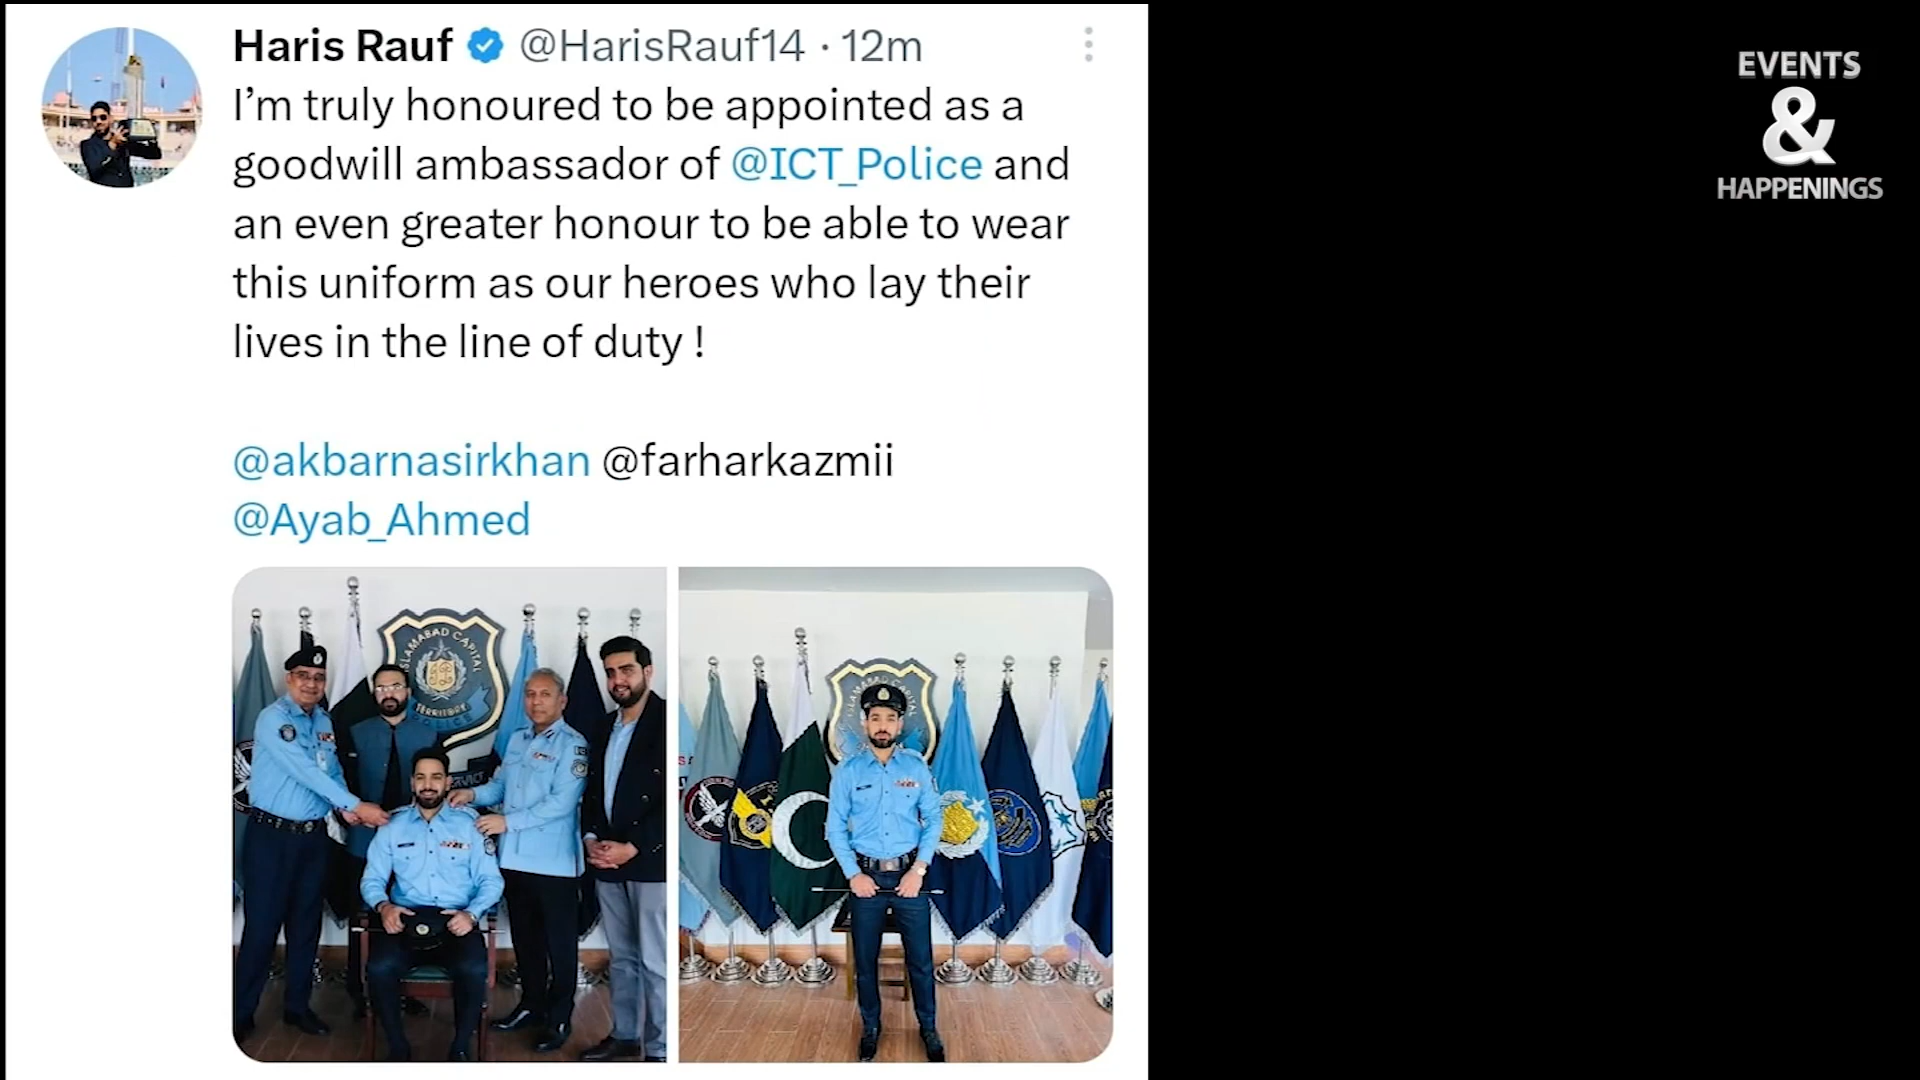 Haris Rauf @HarisRauf14 · 12m
I’m truly honoured to be appointed as a
goodwill ambassador of @ICT_Police and
an even greater honour to be able to wear
this uniform as our heroes who lay their
lives in the line of duty !
@akbarnasirkhan @farharkazmii
@Ayab_Ahmed
EVENTS
&
HAPPENINGS
ISLAMABAD CAPITAL
TERRITORY
POLICE
ISLAMABAD CAPITAL